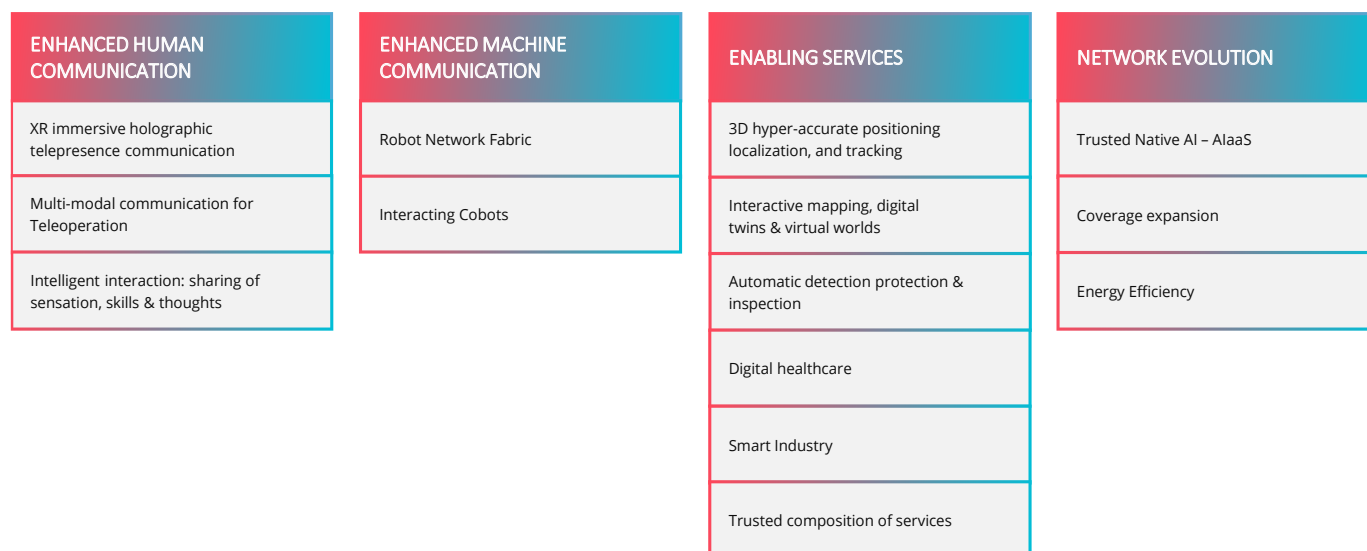 ENHANCED HUMAN
COMMUNICATION
XR immersive holographic
telepresence communication
Multi-modal communication for
Teleoperation
Intelligent interaction: sharing of
sensation, skills & thoughts
ENHANCED MACHINE
COMMUNICATION
Robot Network Fabric
Interacting Cobots
ENABLING SERVICES
3D hyper-accurate positioning
localization, and tracking
Interactive mapping, digital
twins & virtual worlds
Automatic detection protection &
inspection
Digital healthcare
Smart Industry
Trusted composition of services
NETWORK EVOLUTION
Trusted Native AI – AIaaS
Coverage expansion
Energy Efficiency